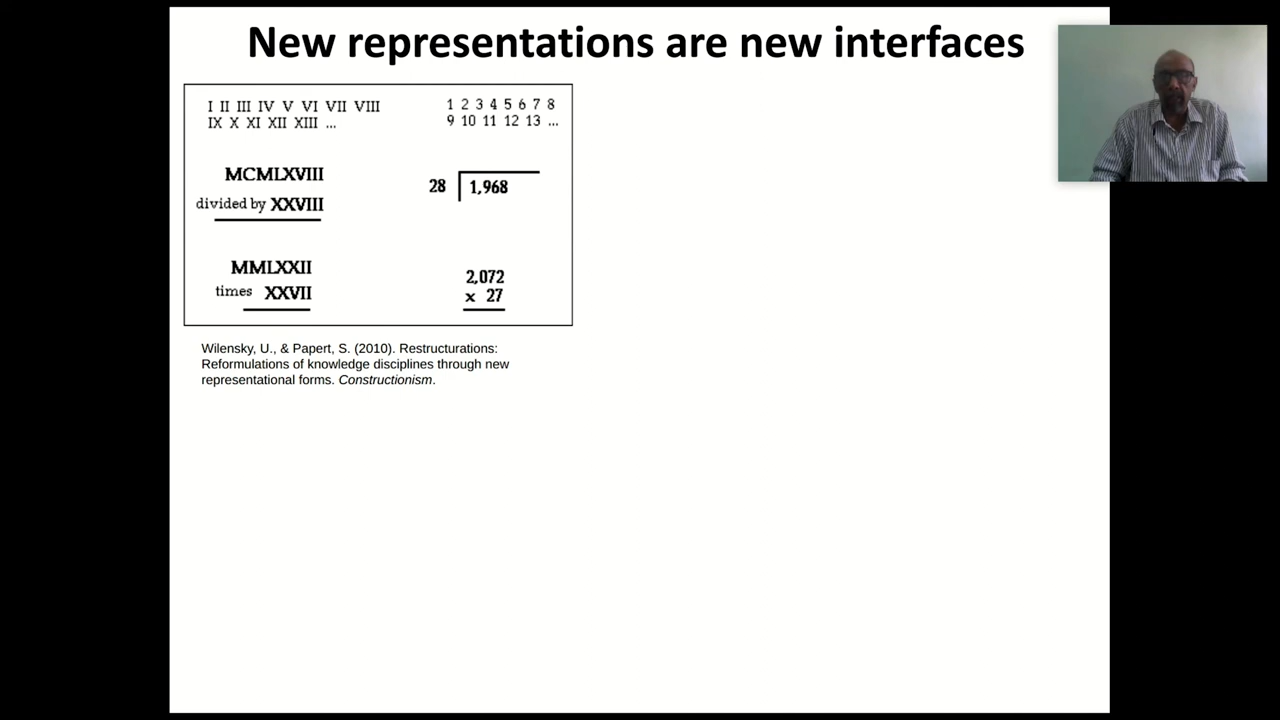 New representations are new interfaces
I II III IV V VI VII VIII
IX X XI XII XIII ...
1 2 3 4 5 6 7 8
9 10 11 12 13 ...
MCMLXVIII
divided by XXVIII
28 1,968
MMLXXII
times XXVII
2,072
x 27
Wilensky, U., & Papert, S. (2010). Restructurations:
Reformulations of knowledge disciplines through new
representational forms. Constructionism.